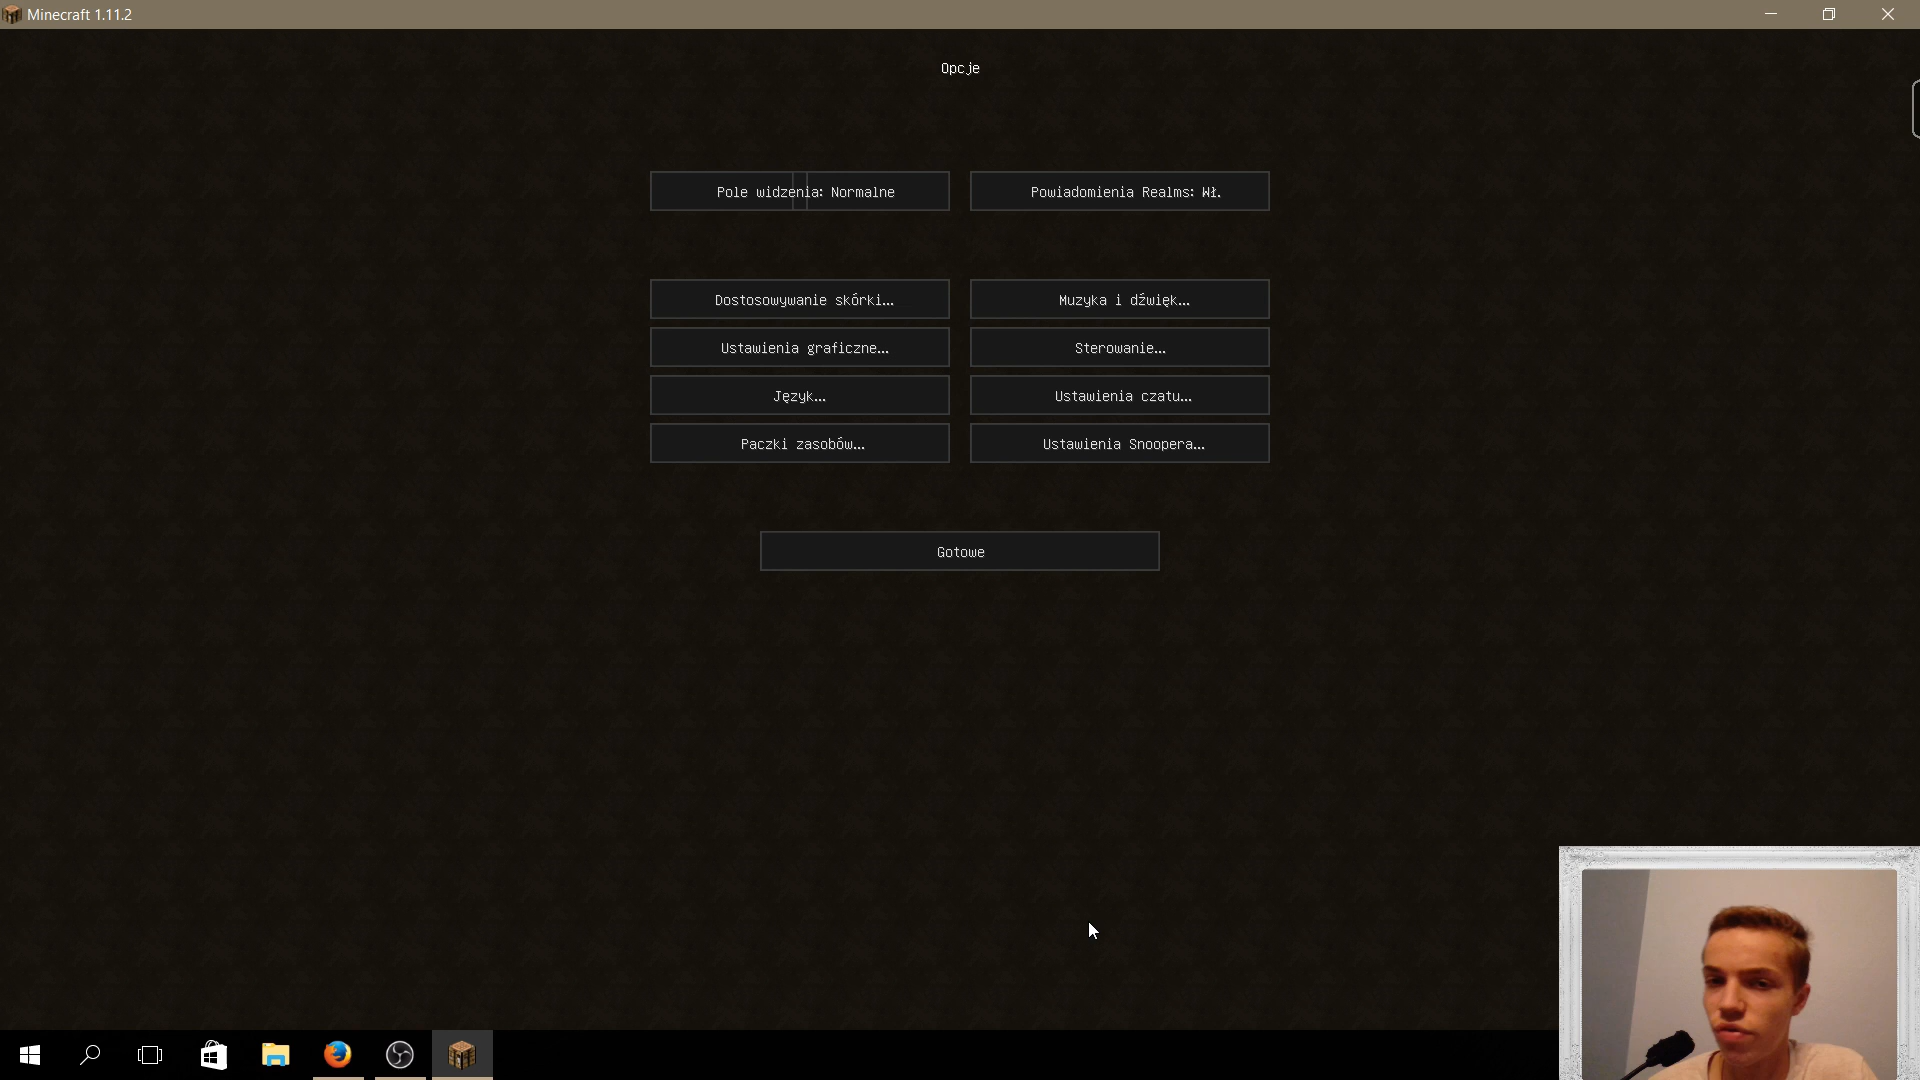 Minecraft 1.11.2
Opcje
Pole widzenia: Normalne
Powiadomienia Realms: Wł.
Dostosowywanie skórki...
Muzyka i dźwięk...
Ustawienia graficzne...
Sterowanie...
Język...
Ustawienia czatu...
Paczki zasobów...
Ustawienia Snoopera...
Gotowe